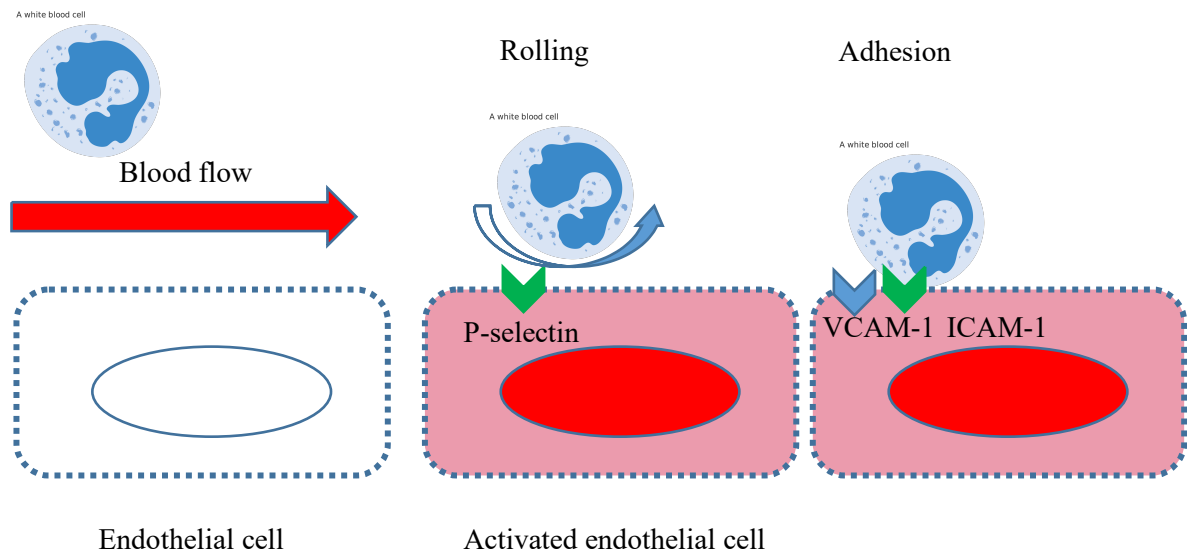 A white blood cell
Blood flow
Rolling
A white blood cell
Adhesion
A white blood cell
P-selectin
VCAM-1 ICAM-1
Endothelial cell
Activated endothelial cell